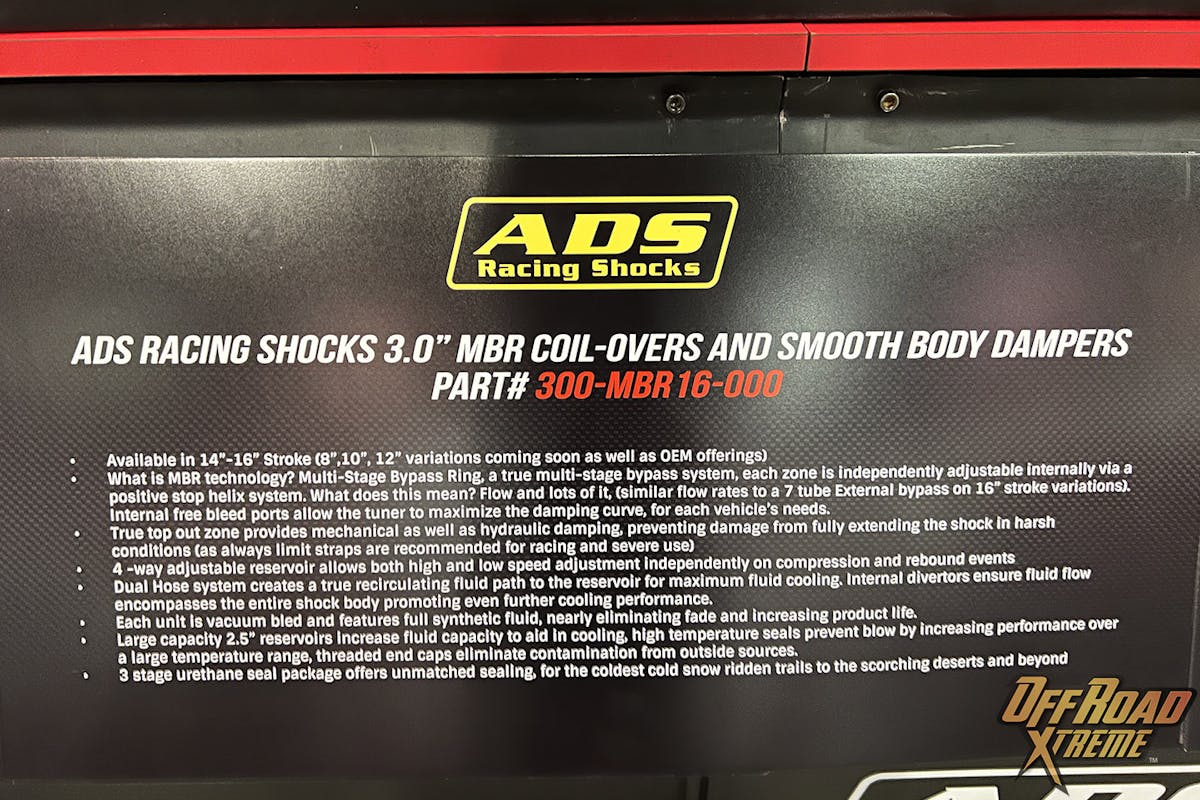 ADS
Racing Shocks
ADS RACING SHOCKS 3.0” MBR COIL-OVERS AND SMOOTH BODY DAMPERS
PART# 300-MBR16-000
• Available in 14”-16” Stroke (8”,10”, 12” variations coming soon as well as OEM offerings)
• What is MBR technology? Multi-Stage Bypass Ring, a true multi-stage bypass system, each zone is independently adjustable internally via a
positive stop helix system. What does this mean? Flow and lots of it, (similar flow rates to a 7 tube External bypass on 16” stroke variations).
Internal free bleed ports allow the tuner to maximize the damping curve, for each vehicle’s needs.
• True top out zone provides mechanical as well as hydraulic damping, preventing damage from fully extending the shock in harsh
conditions (as always limit straps are recommended for racing and severe use)
• 4 -way adjustable reservoir allows both high and low speed adjustment independently on compression and rebound events
• Dual Hose system creates a true recirculating fluid path to the reservoir for maximum fluid cooling. Internal divertors ensure fluid flow
encompasses the entire shock body promoting even further cooling performance.
• Each unit is vacuum bled and features full synthetic fluid, nearly eliminating fade and increasing product life.
• Large capacity 2.5” reservoirs increase fluid capacity to aid in cooling, high temperature seals prevent blow by increasing performance over
a large temperature range, threaded end caps eliminate contamination from outside sources.
• 3 stage urethane seal package offers unmatched sealing, for the coldest cold snow ridden trails to the scorching deserts and beyond
OFFROAD
XTREME
TM